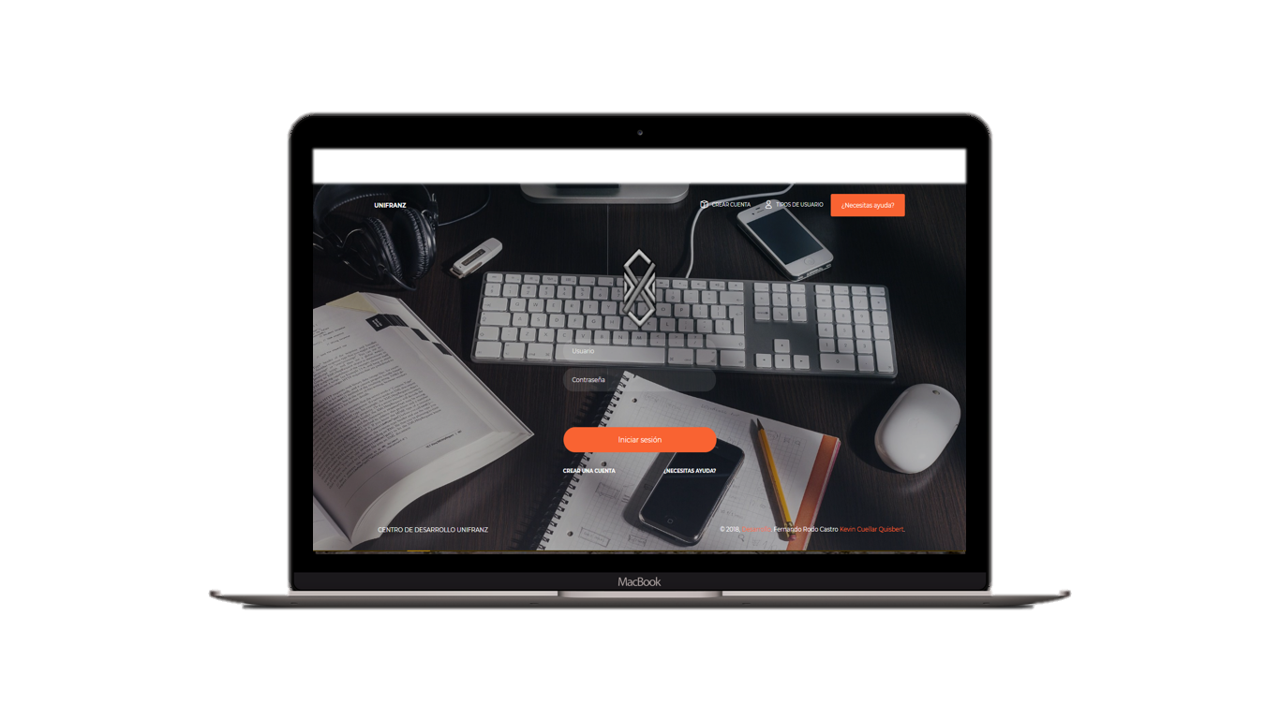 UNIFRANZ
CREAR CUENTA
TIPOS DE USUARIO
¿Necesitas ayuda?
Usuario
Contraseña
Iniciar sesión
CREAR UNA CUENTA
¿NECESITAS AYUDA?
CENTRO DE DESARROLLO UNIFRANZ
© 2018, Fernando Rodo Castro Kevin Cuellar Quisbert.
MacBook